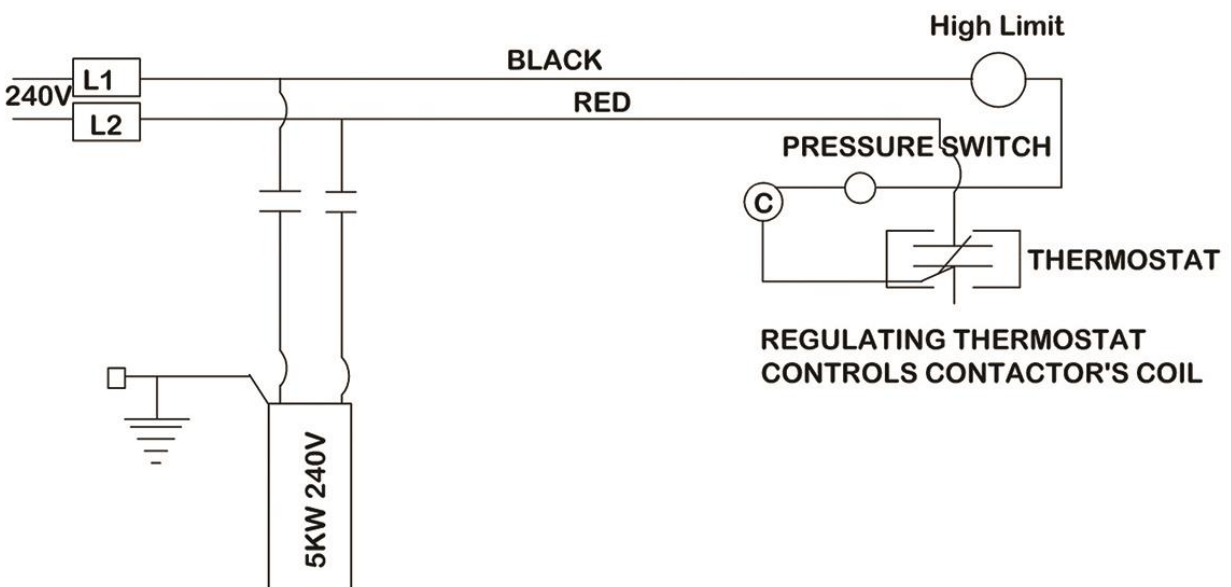 High Limit
BLACK
L1
240V
RED
L2
PRESSURE SWITCH
C
THERMOSTAT
REGULATING THERMOSTAT
CONTROLS CONTACTOR'S COIL
5KW 240V